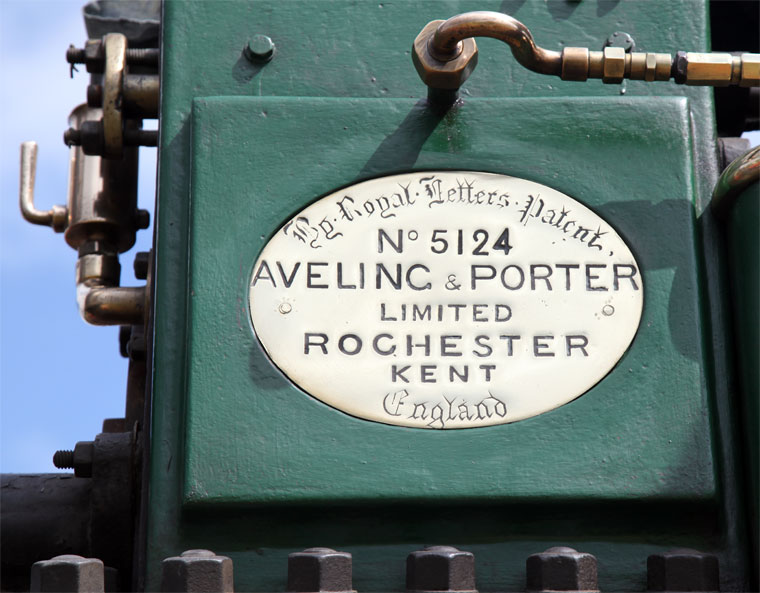 By·Royal·Letters·Patent,
No 5124
AVELING & PORTER
LIMITED
ROCHESTER
KENT
England